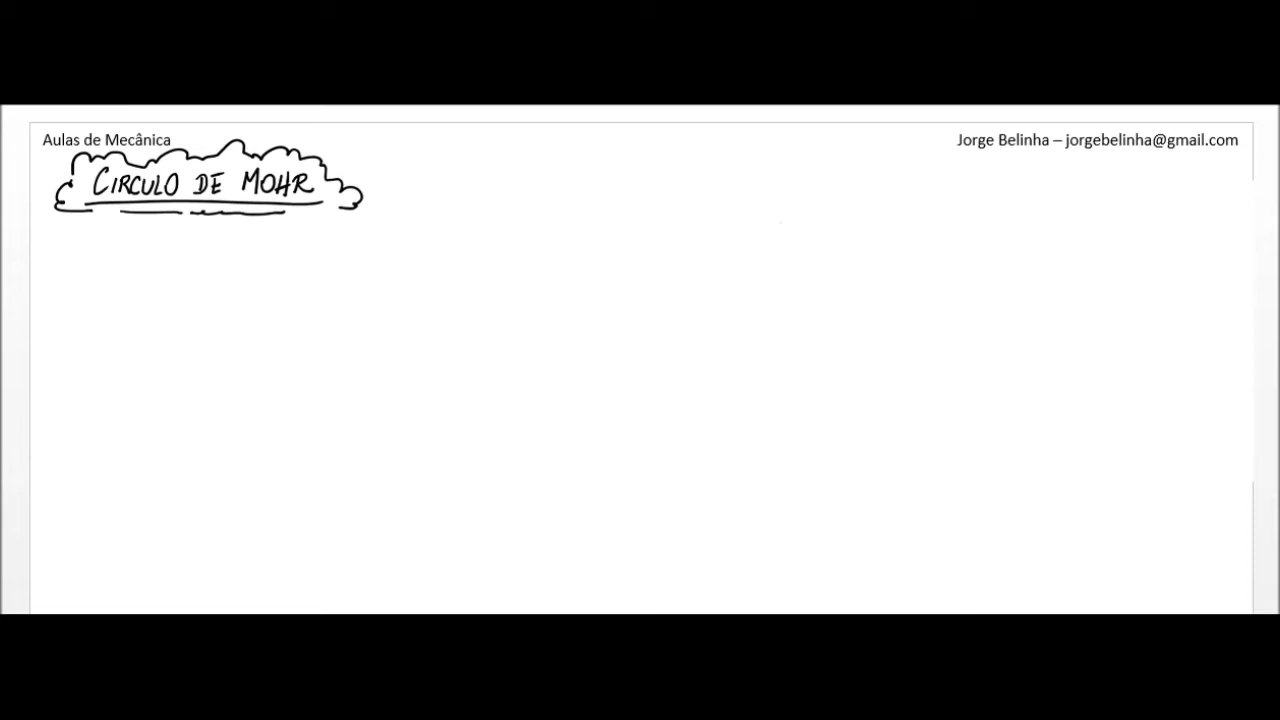 Aulas de Mecânica
Jorge Belinha – jorgebelinha@gmail.com
CIRCULO DE MOHR